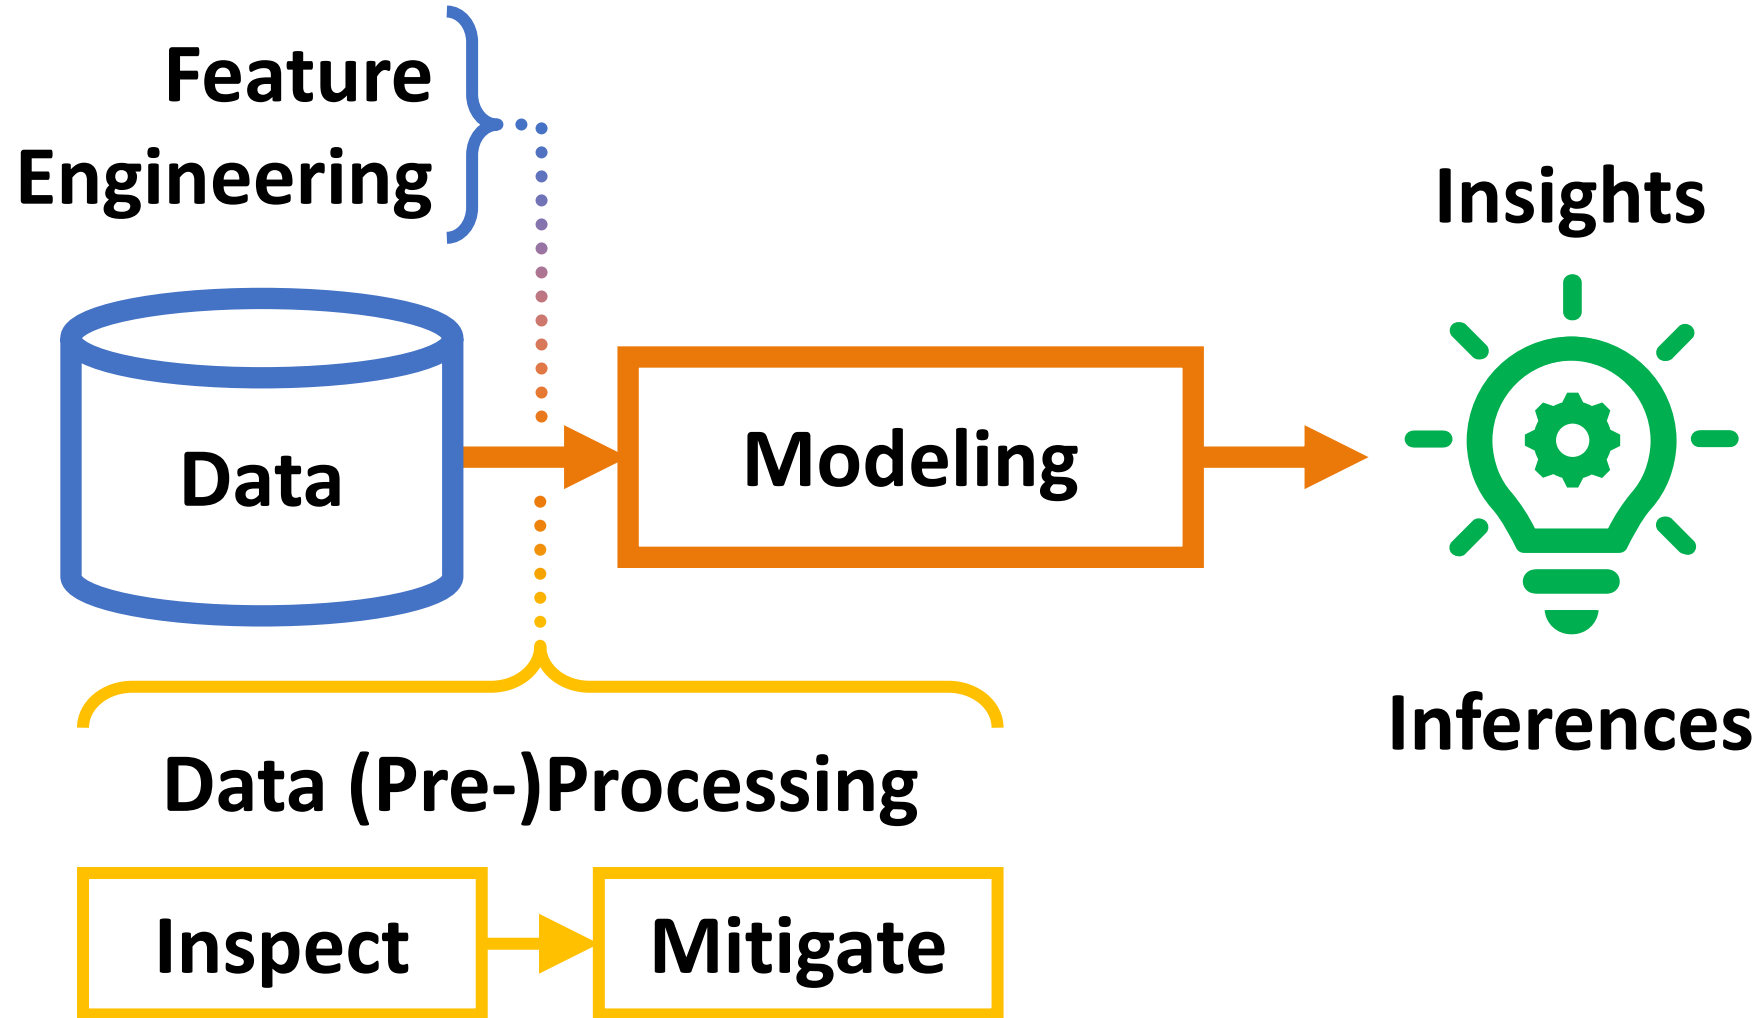 Feature
Engineering
Data
Modeling
Insights
Inferences
Data (Pre-)Processing
Inspect
Mitigate